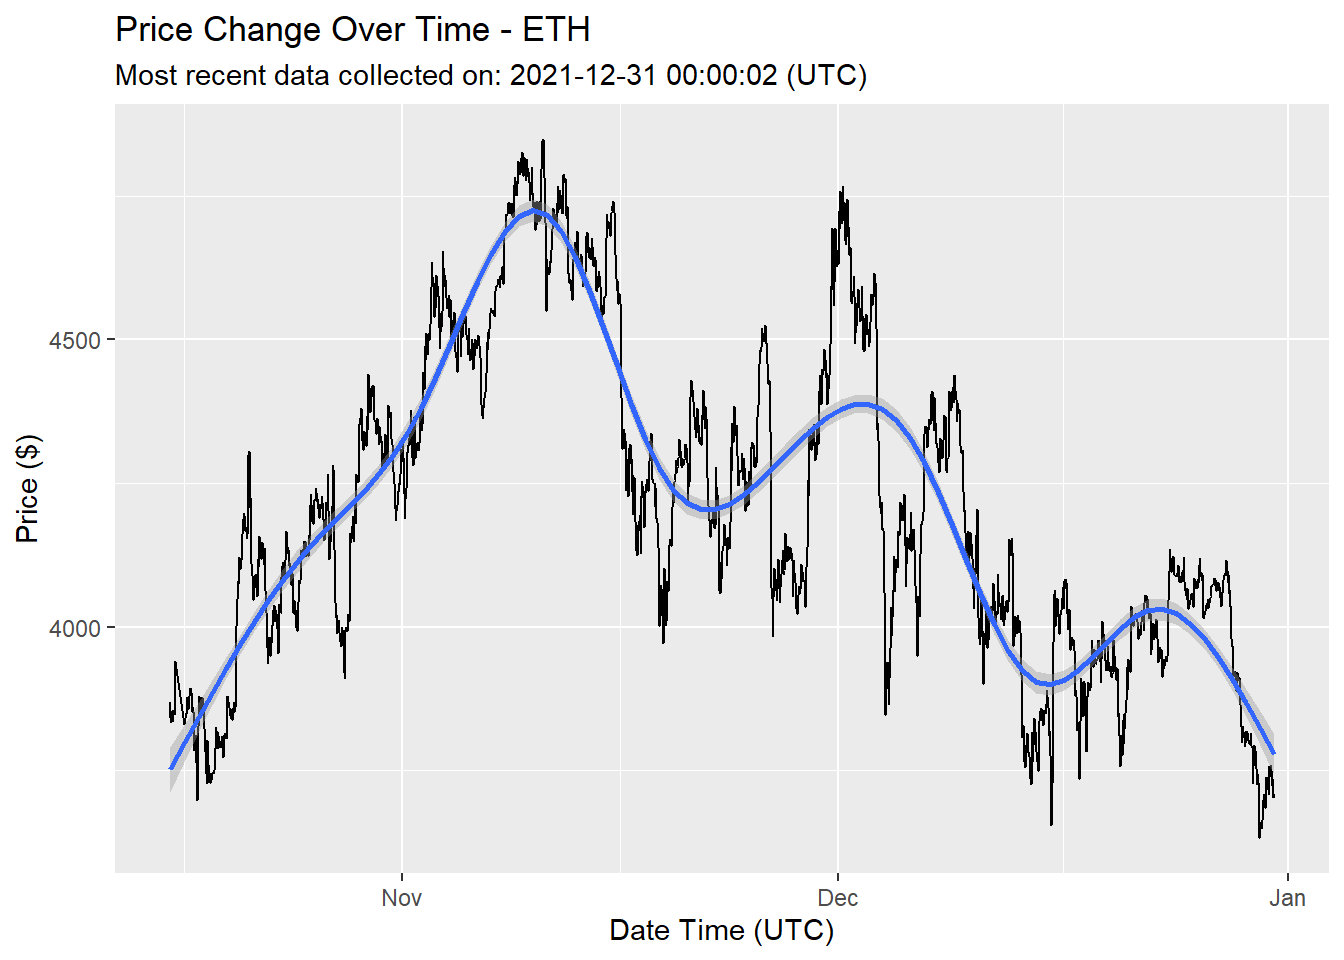 Price Change Over Time - ETH
Most recent data collected on: 2021-12-31 00:00:02 (UTC)
Price ($)
4500
4000
Nov
Dec
Jan
Date Time (UTC)